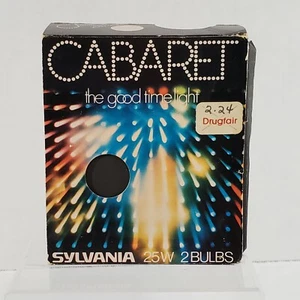 CABARET
the good time light
2.24
Drugfair
SYLVANIA 25W 2 BULBS